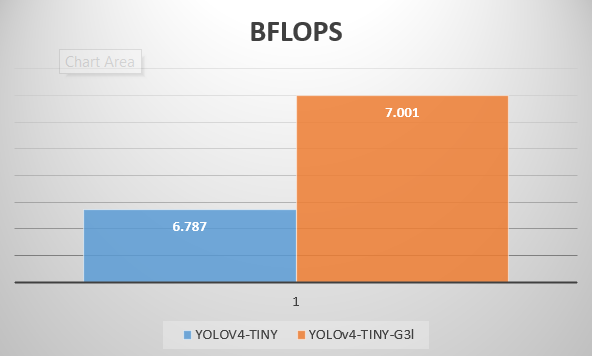 BFLOPS
Chart Area
7.001
6.787
1
YOLOV4-TINY YOLOv4-TINY-G3l